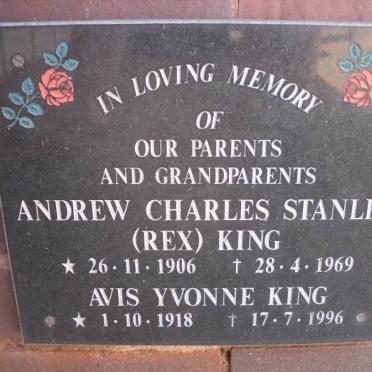 IN LOVING MEMORY
OF
OUR PARENTS
AND GRANDPARENTS
ANDREW CHARLES STANLE
(REX) KING
★ 26·11·1906 † 28·4·1969
AVIS YVONNE KING
★ 1·10·1918 † 17·7·1996